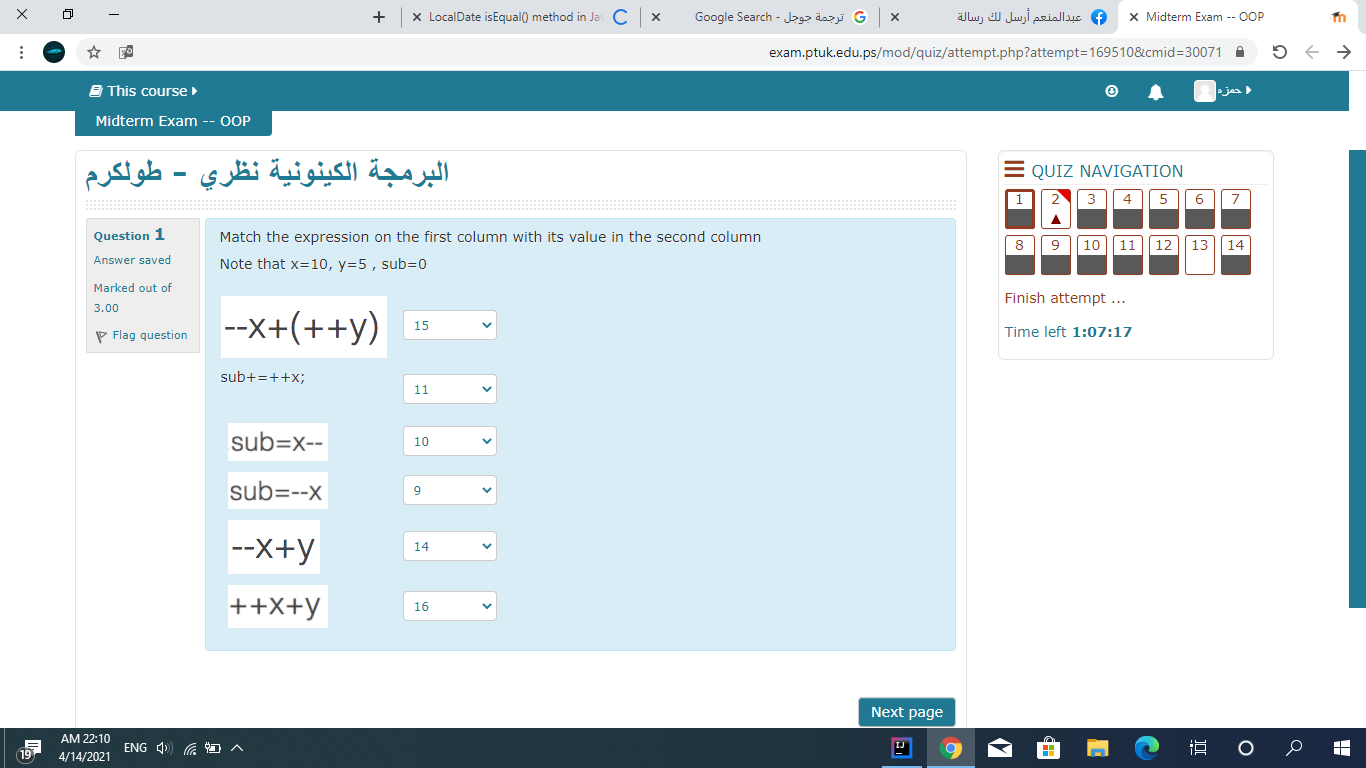 LocalDate isEqual() method in Ja
ترجمة جوجل - Google Search
عبدالمنعم أرسل لك رسالة
Midterm Exam -- OOP
exam.ptuk.edu.ps/mod/quiz/attempt.php?attempt=169510&cmid=30071
This course
حمزه
Midterm Exam -- OOP
البرمجة الكينونية نظري - طولكرم
Question 1
Answer saved
Marked out of
3.00
Flag question
Match the expression on the first column with its value in the second column
Note that x=10, y=5 , sub=0
--x+(++y) 15
sub+=++x; 11
sub=x-- 10
sub=--x 9
--x+y 14
++x+y 16
Next page
QUIZ NAVIGATION
1 2 3 4 5 6 7
8 9 10 11 12 13 14
Finish attempt ...
Time left 1:07:17
19
AM 22:10
4/14/2021
ENG
IJ